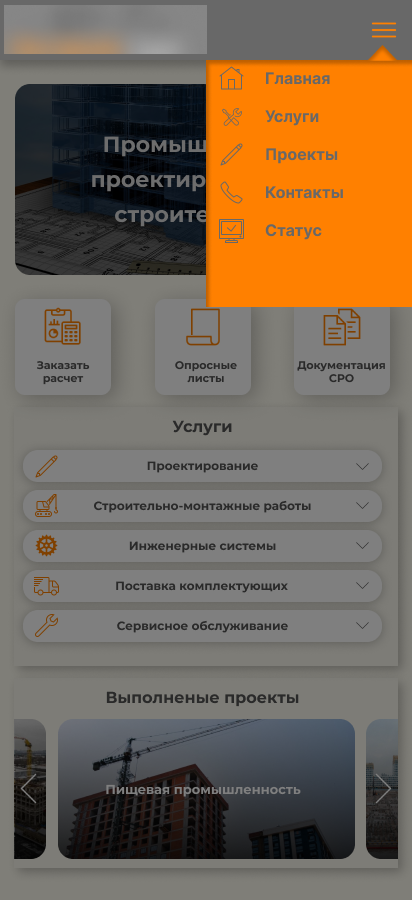 Главная
Услуги
Проекты
Контакты
Статус
Промыш
проектир
строите
Заказать
расчет
Опросные
листы
Документация
СРО
Услуги
Проектирование
Строительно-монтажные работы
Инженерные системы
Поставка комплектующих
Сервисное обслуживание
Выполненые проекты
Пищевая промышленность